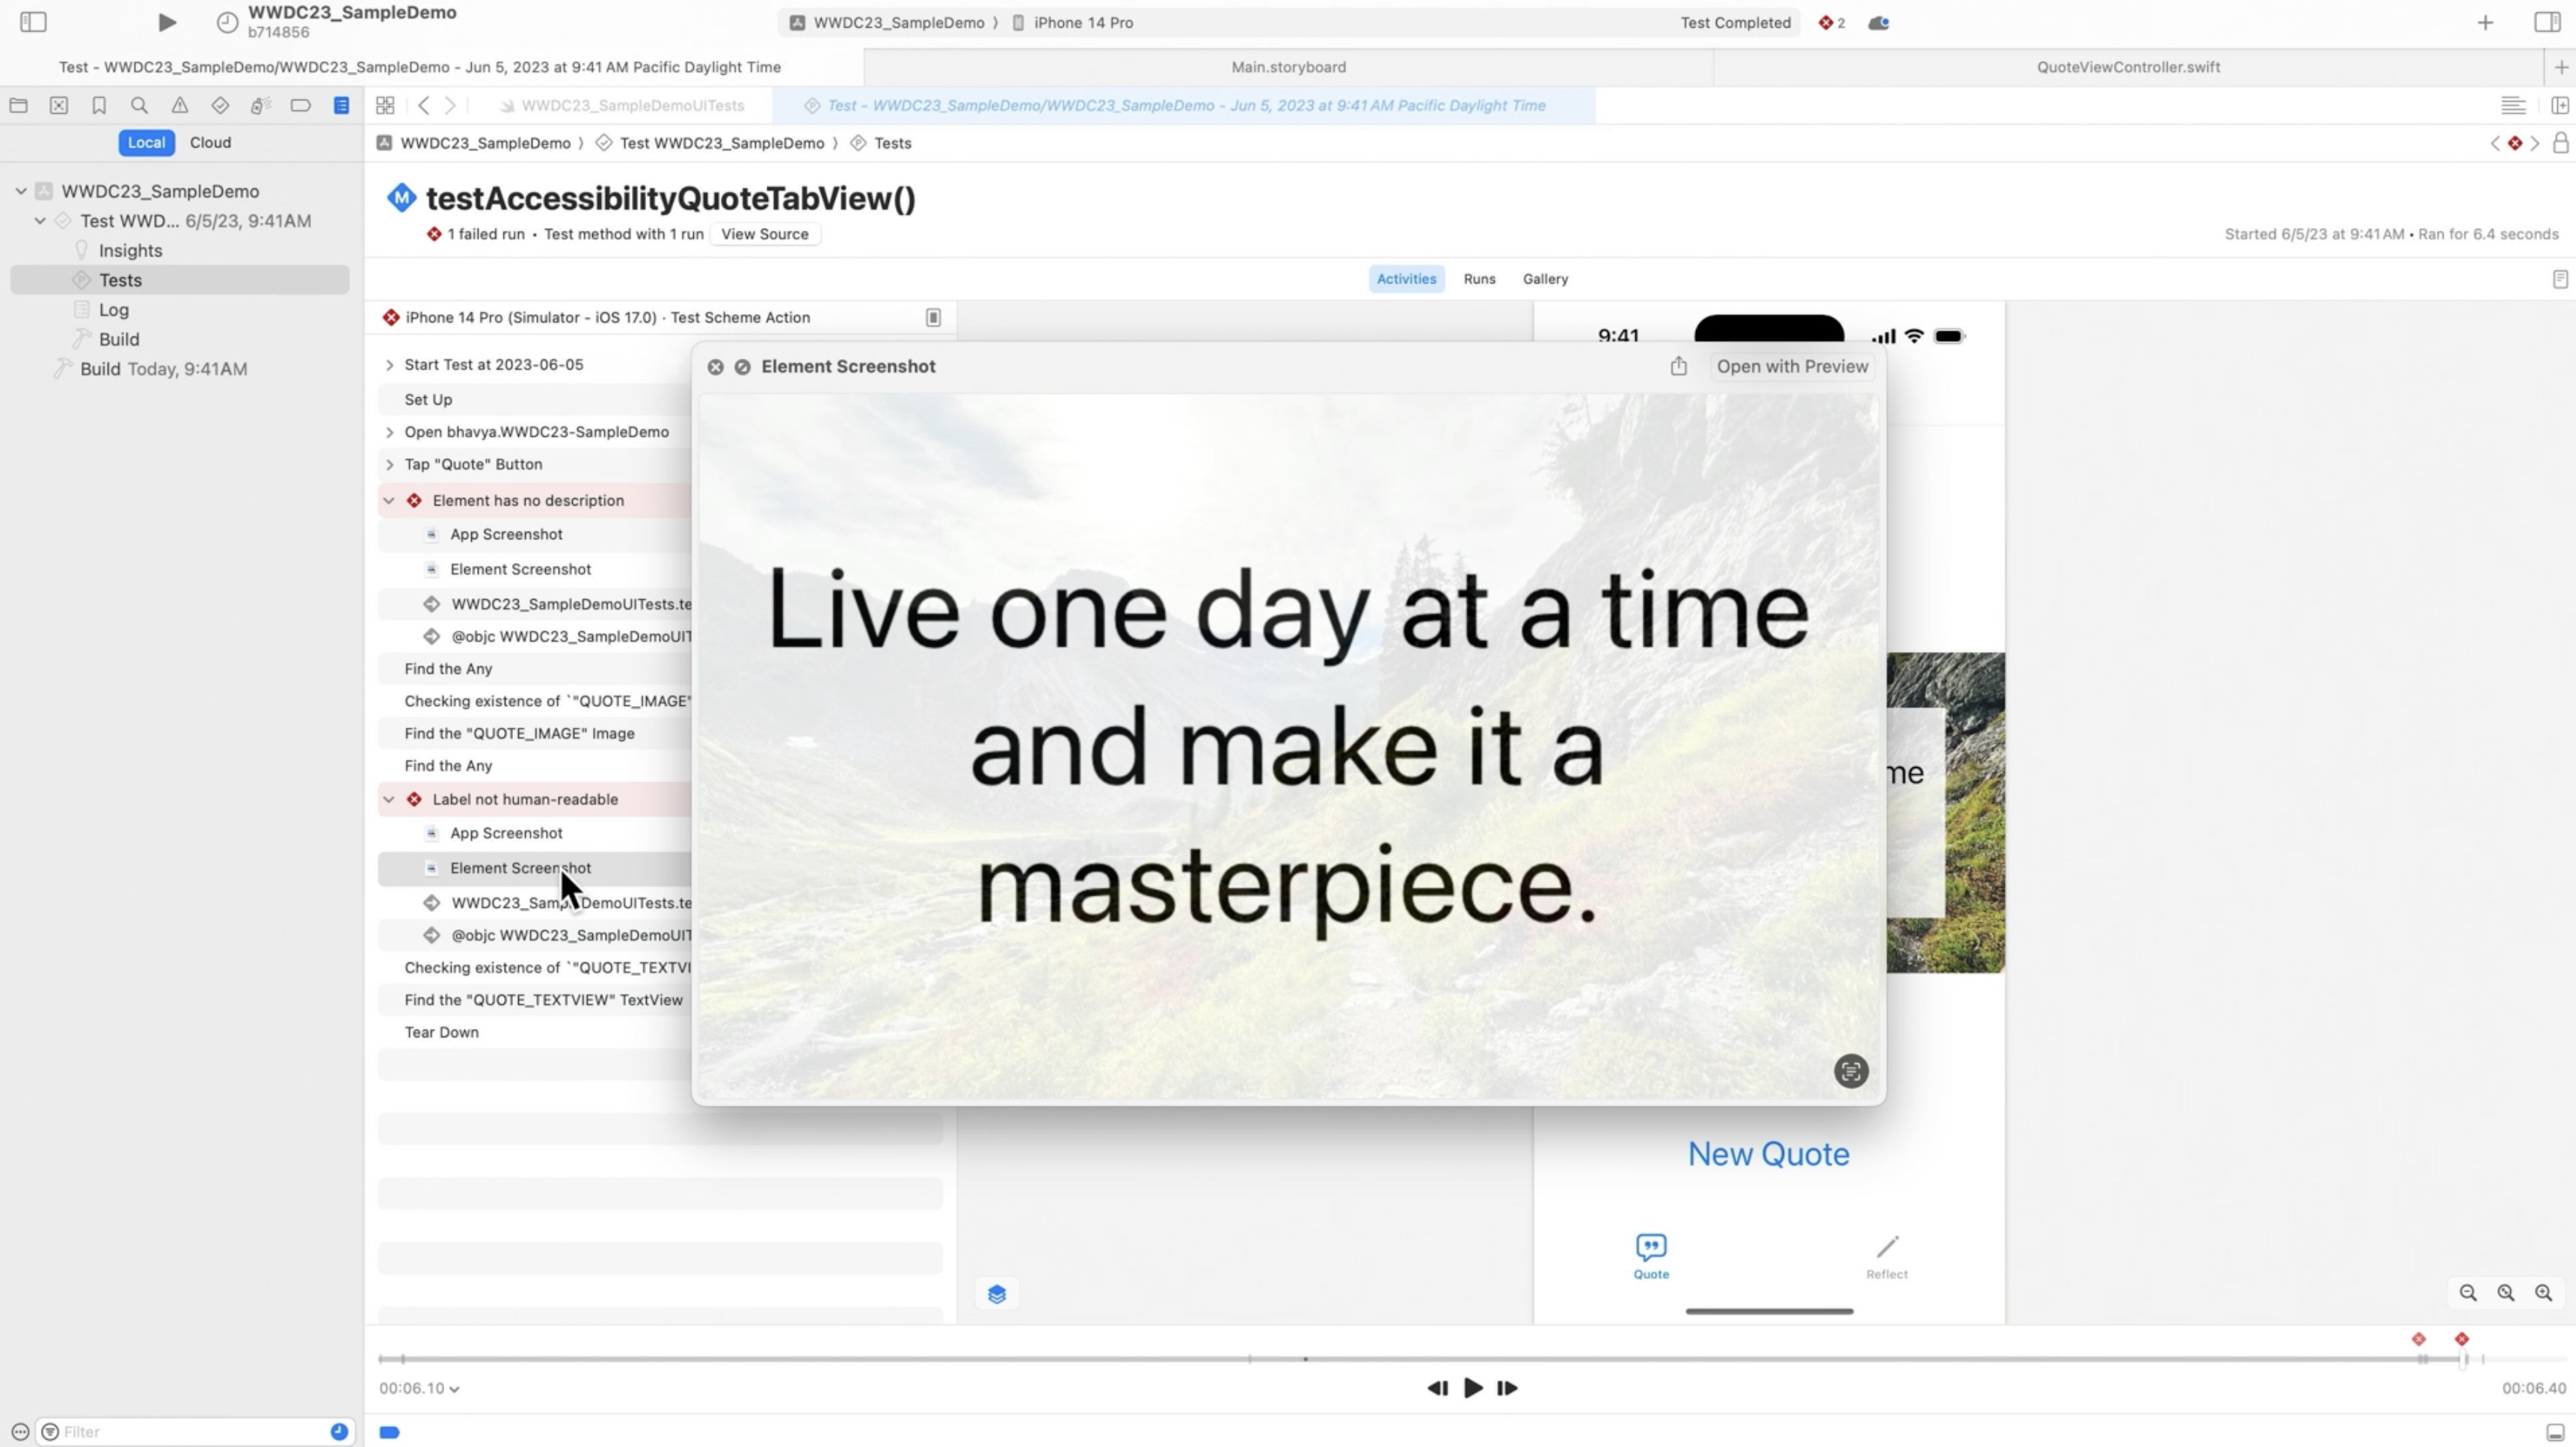 WWDC23_SampleDemo
b714856
WWDC23_SampleDemo
iPhone 14 Pro
Test Completed
2
Test - WWDC23_SampleDemo/WWDC23_SampleDemo - Jun 5, 2023 at 9:41 AM Pacific Daylight Time
Main.storyboard
QuoteViewController.swift
WWDC23_SampleDemoUITests
Test - WWDC23_SampleDemo/WWDC23_SampleDemo - Jun 5, 2023 at 9:41 AM Pacific Daylight Time
Local
Cloud
WWDC23_SampleDemo
Test WWDC23_SampleDemo
Tests
WWDC23_SampleDemo
Test WWD... 6/5/23, 9:41AM
Insights
Tests
Log
Build
Build Today, 9:41AM
testAccessibilityQuoteTabView()
1 failed run • Test method with 1 run
View Source
Started 6/5/23 at 9:41AM • Ran for 6.4 seconds
Activities
Runs
Gallery
iPhone 14 Pro (Simulator - iOS 17.0) · Test Scheme Action
Start Test at 2023-06-05
Set Up
Open bhavya.WWDC23-SampleDemo
Tap "Quote" Button
Element has no description
App Screenshot
Element Screenshot
WWDC23_SampleDemoUITests.te
@objc WWDC23_SampleDemoUIT
Find the Any
Checking existence of `"QUOTE_IMAGE"
Find the "QUOTE_IMAGE" Image
Find the Any
Label not human-readable
App Screenshot
Element Screenshot
WWDC23_SampleDemoUITests.te
@objc WWDC23_SampleDemoUIT
Checking existence of `"QUOTE_TEXTVI
Find the "QUOTE_TEXTVIEW" TextView
Tear Down
9:41
Element Screenshot
Open with Preview
Live one day at a time
and make it a
masterpiece.
me
New Quote
Quote
Reflect
00:06.10
00:06.40
Filter